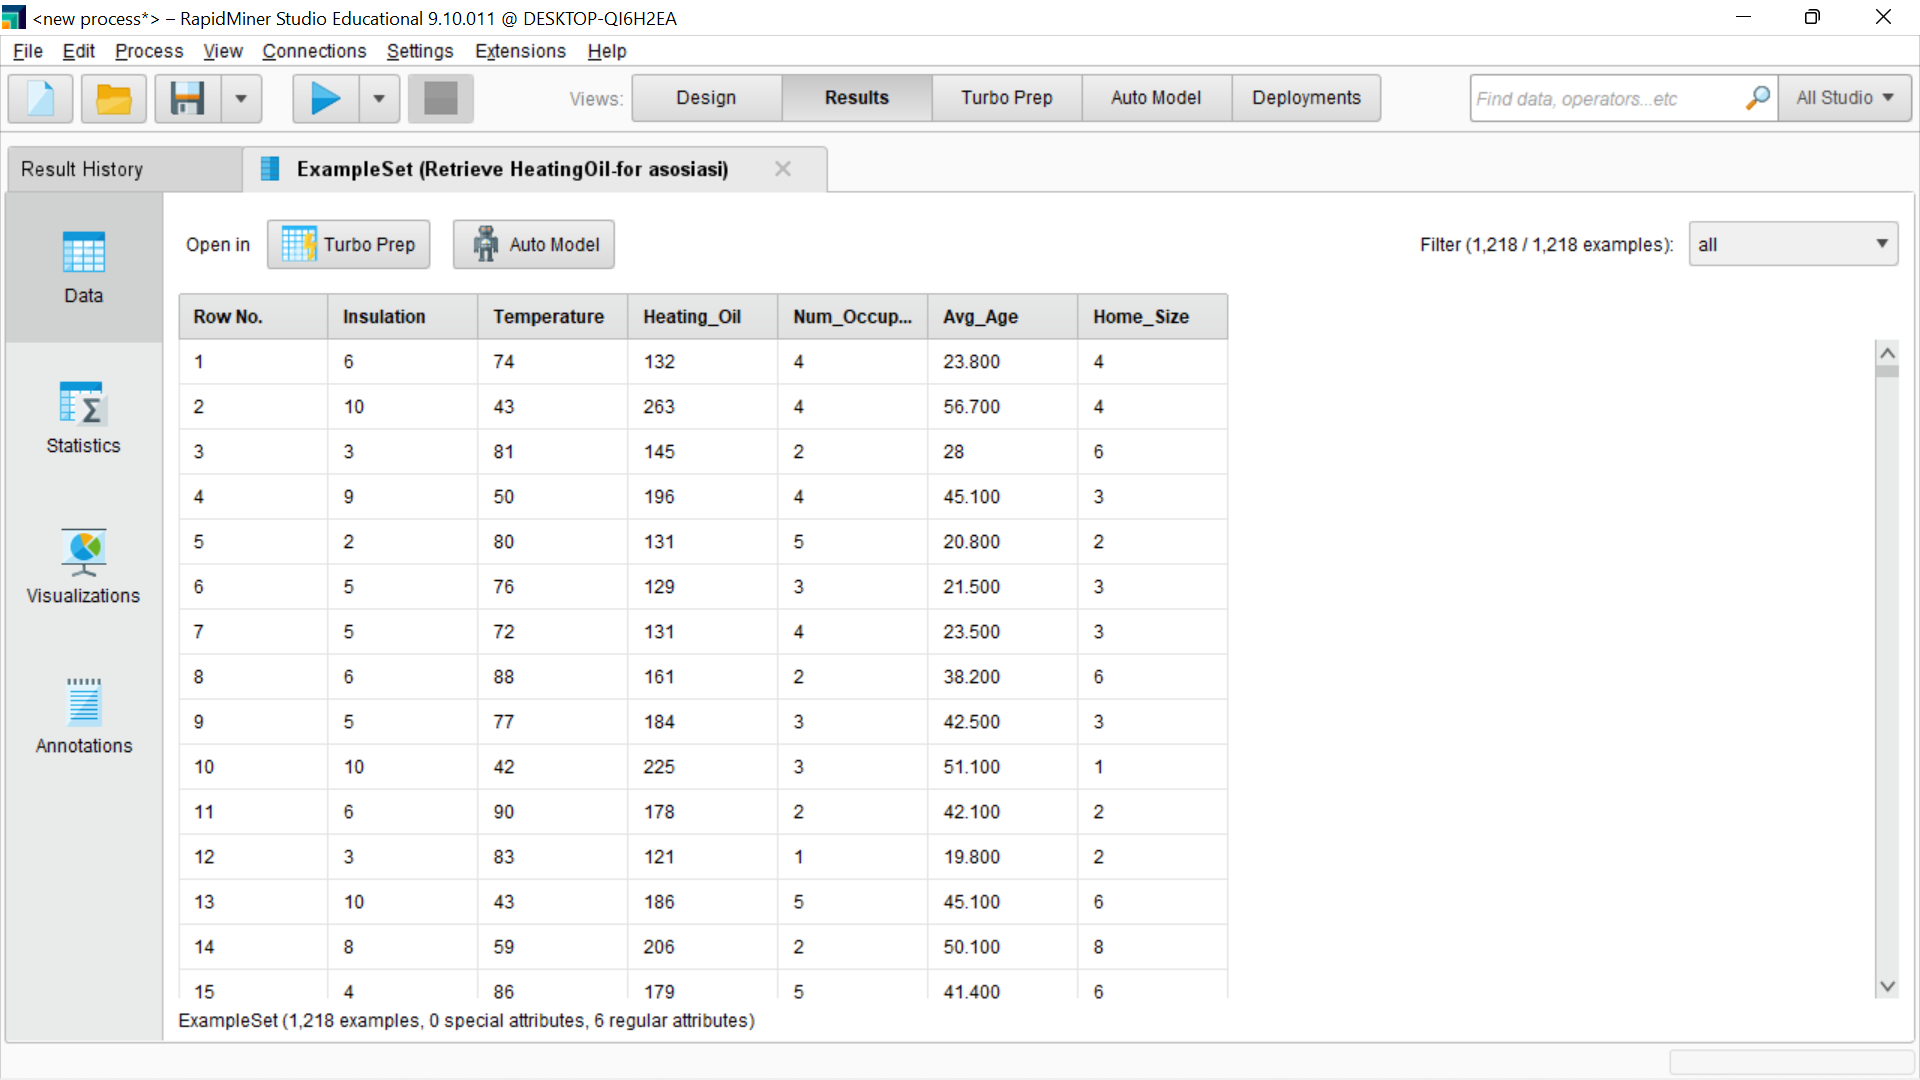 <new process*> – RapidMiner Studio Educational 9.10.011 @ DESKTOP-QI6H2EA
File Edit Process View Connections Settings Extensions Help
Views: Design Results Turbo Prep Auto Model Deployments Find data, operators...etc All Studio
Result History ExampleSet (Retrieve HeatingOil-for asosiasi)
Open in Turbo Prep Auto Model Filter (1,218 / 1,218 examples): all
Data
Statistics
Visualizations
Annotations
Row No. Insulation Temperature Heating_Oil Num_Occup... Avg_Age Home_Size
1 6 74 132 4 23.800 4
2 10 43 263 4 56.700 4
3 3 81 145 2 28 6
4 9 50 196 4 45.100 3
5 2 80 131 5 20.800 2
6 5 76 129 3 21.500 3
7 5 72 131 4 23.500 3
8 6 88 161 2 38.200 6
9 5 77 184 3 42.500 3
10 10 42 225 3 51.100 1
11 6 90 178 2 42.100 2
12 3 83 121 1 19.800 2
13 10 43 186 5 45.100 6
14 8 59 206 2 50.100 8
15 4 86 179 5 41.400 6
ExampleSet (1,218 examples, 0 special attributes, 6 regular attributes)